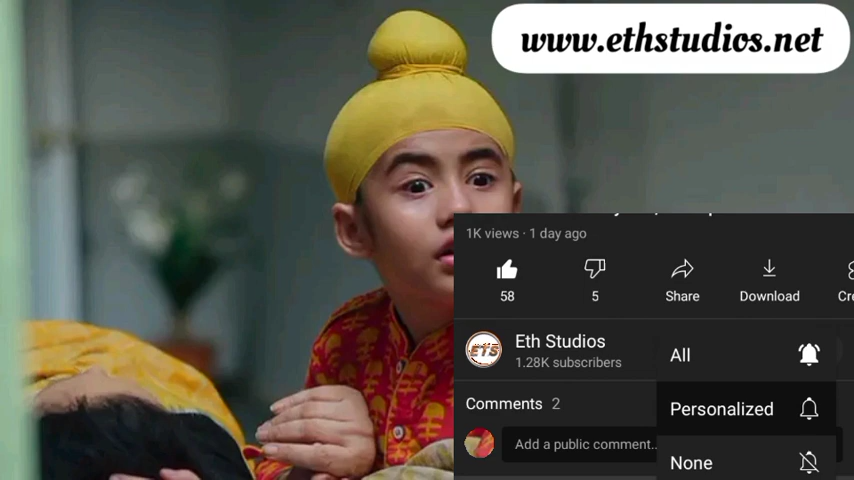 www.ethstudios.net
1K views · 1 day ago
58
5
Share
Download
Cre
Eth Studios
1.28K subscribers
ETS
All
Comments 2
Personalized
Add a public comment..
None